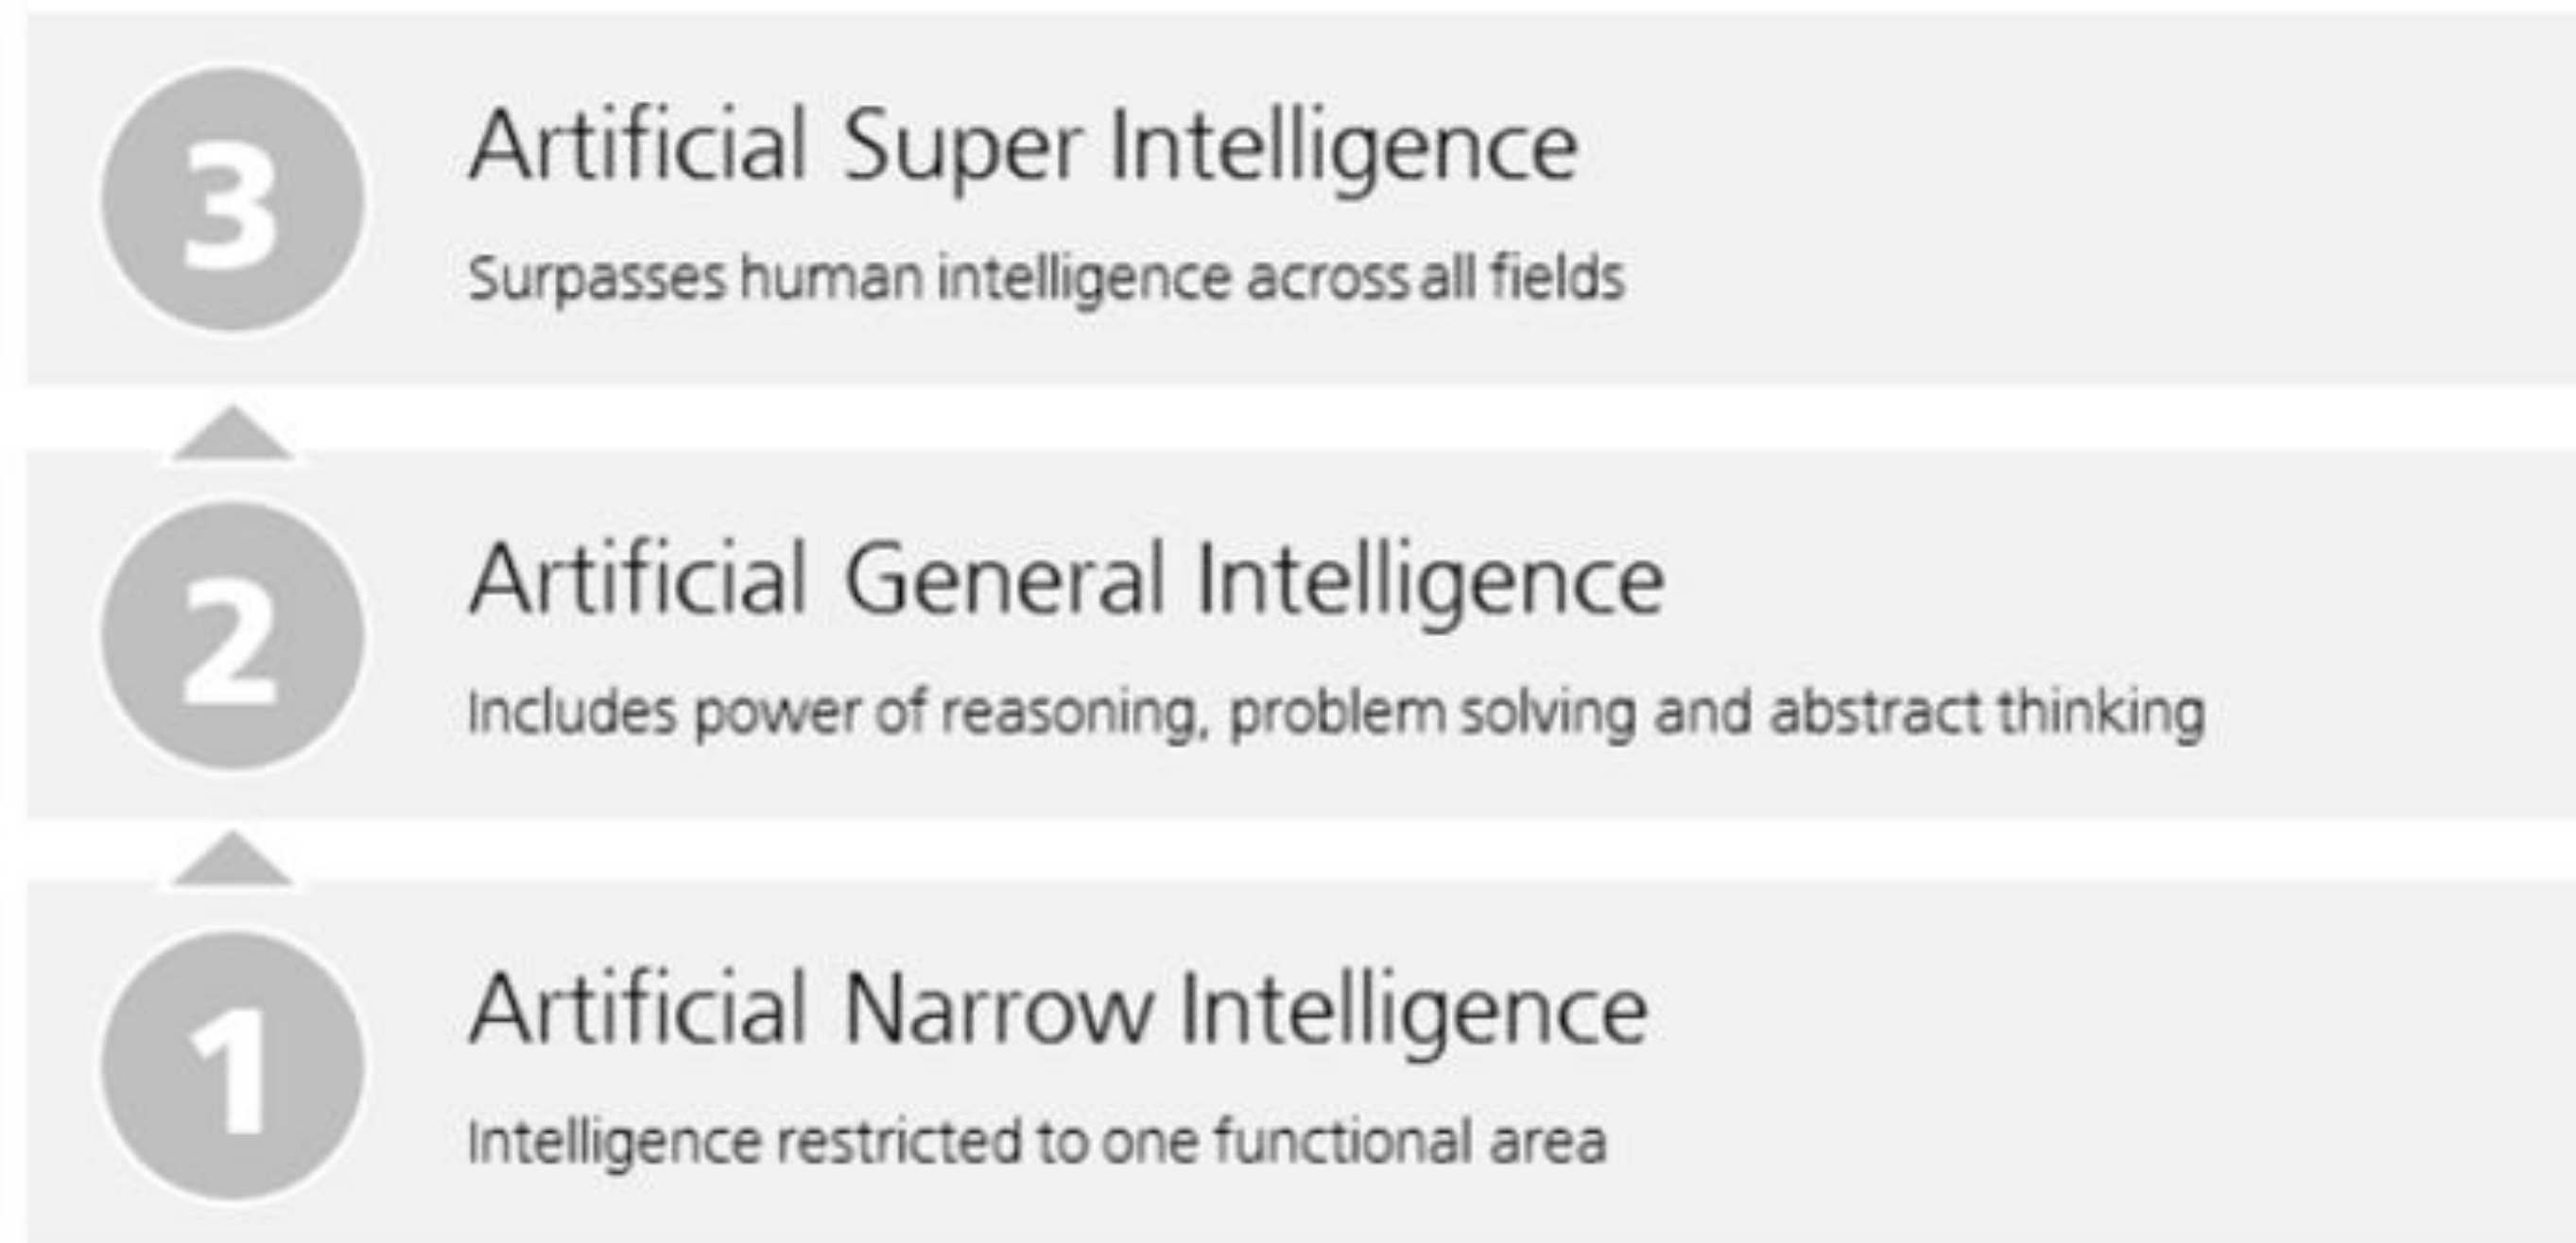 3
Artificial Super Intelligence
Surpasses human intelligence across all fields
2
Artificial General Intelligence
Includes power of reasoning, problem solving and abstract thinking
1
Artificial Narrow Intelligence
Intelligence restricted to one functional area